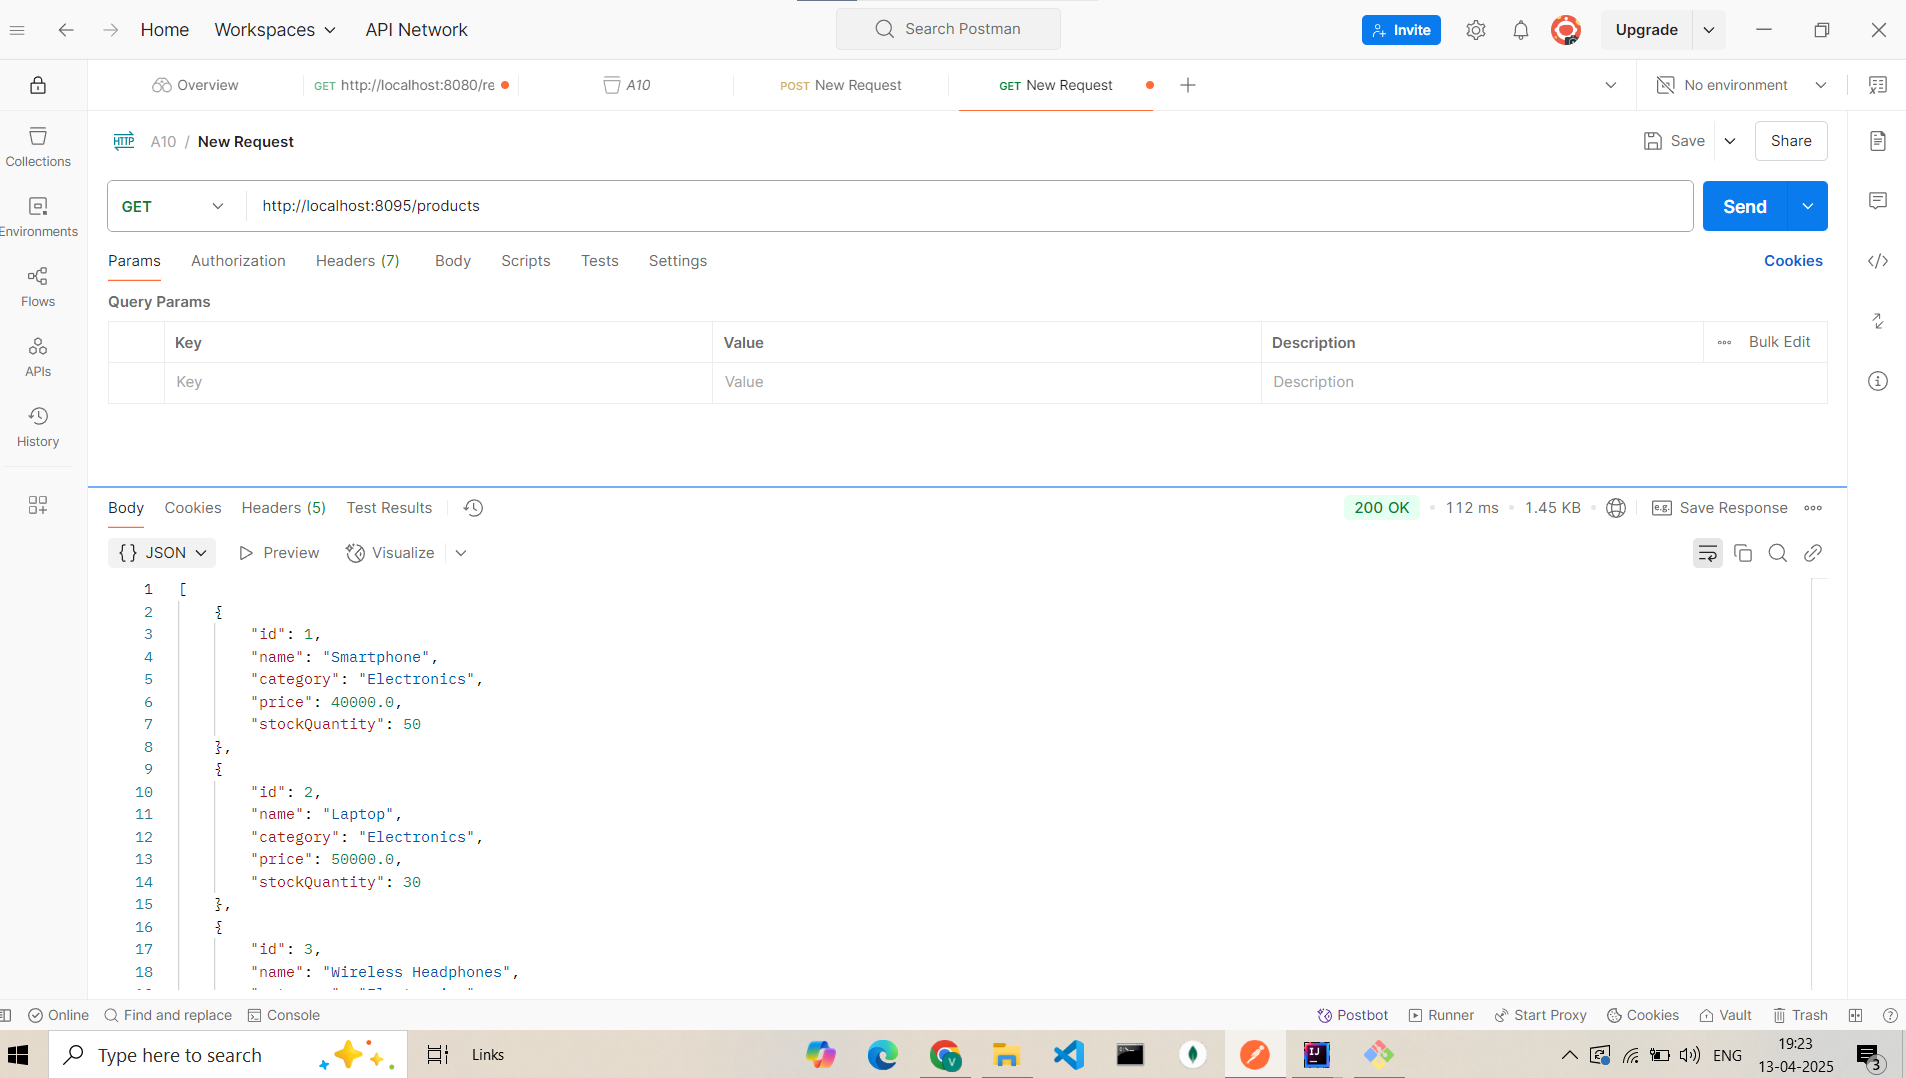 Home Workspaces API Network Search Postman Invite Upgrade
Overview GET http://localhost:8080/re A10 POST New Request GET New Request No environment
HTTP A10 / New Request Save Share
Collections
Environments
Flows
APIs
History
GET http://localhost:8095/products Send
Params Authorization Headers (7) Body Scripts Tests Settings Cookies
Query Params
Key Value Description Bulk Edit
Key Value Description
Body Cookies Headers (5) Test Results 200 OK 112 ms 1.45 KB e.g. Save Response
{} JSON Preview Visualize
1 [
2 {
3 "id": 1,
4 "name": "Smartphone",
5 "category": "Electronics",
6 "price": 40000.0,
7 "stockQuantity": 50
8 },
9 {
10 "id": 2,
11 "name": "Laptop",
12 "category": "Electronics",
13 "price": 50000.0,
14 "stockQuantity": 30
15 },
16 {
17 "id": 3,
18 "name": "Wireless Headphones",
Online Find and replace Console Postbot Runner Start Proxy Cookies Vault Trash
Type here to search Links ENG 19:23
13-04-2025 3